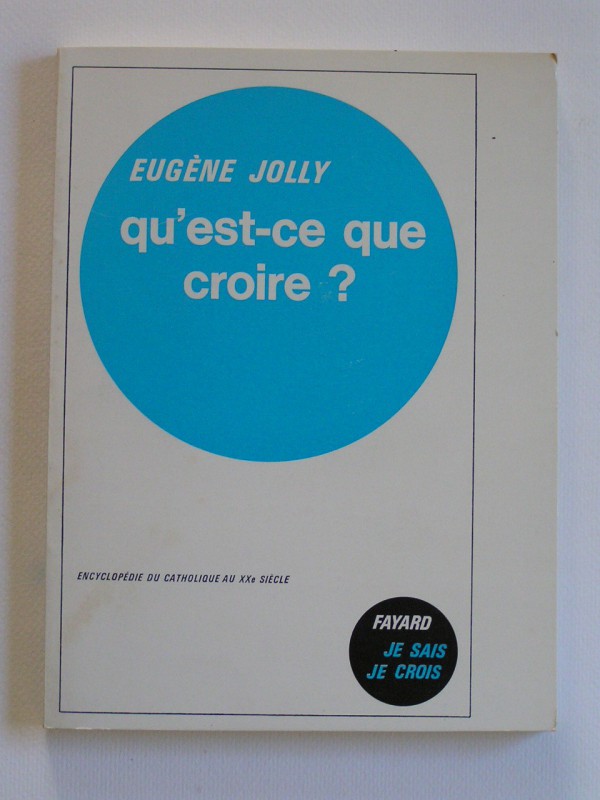 EUGÈNE JOLLY
qu'est-ce que
croire ?
ENCYCLOPÉDIE DU CATHOLIQUE AU XXe SIÈCLE
FAYARD
JE SAIS
JE CROIS